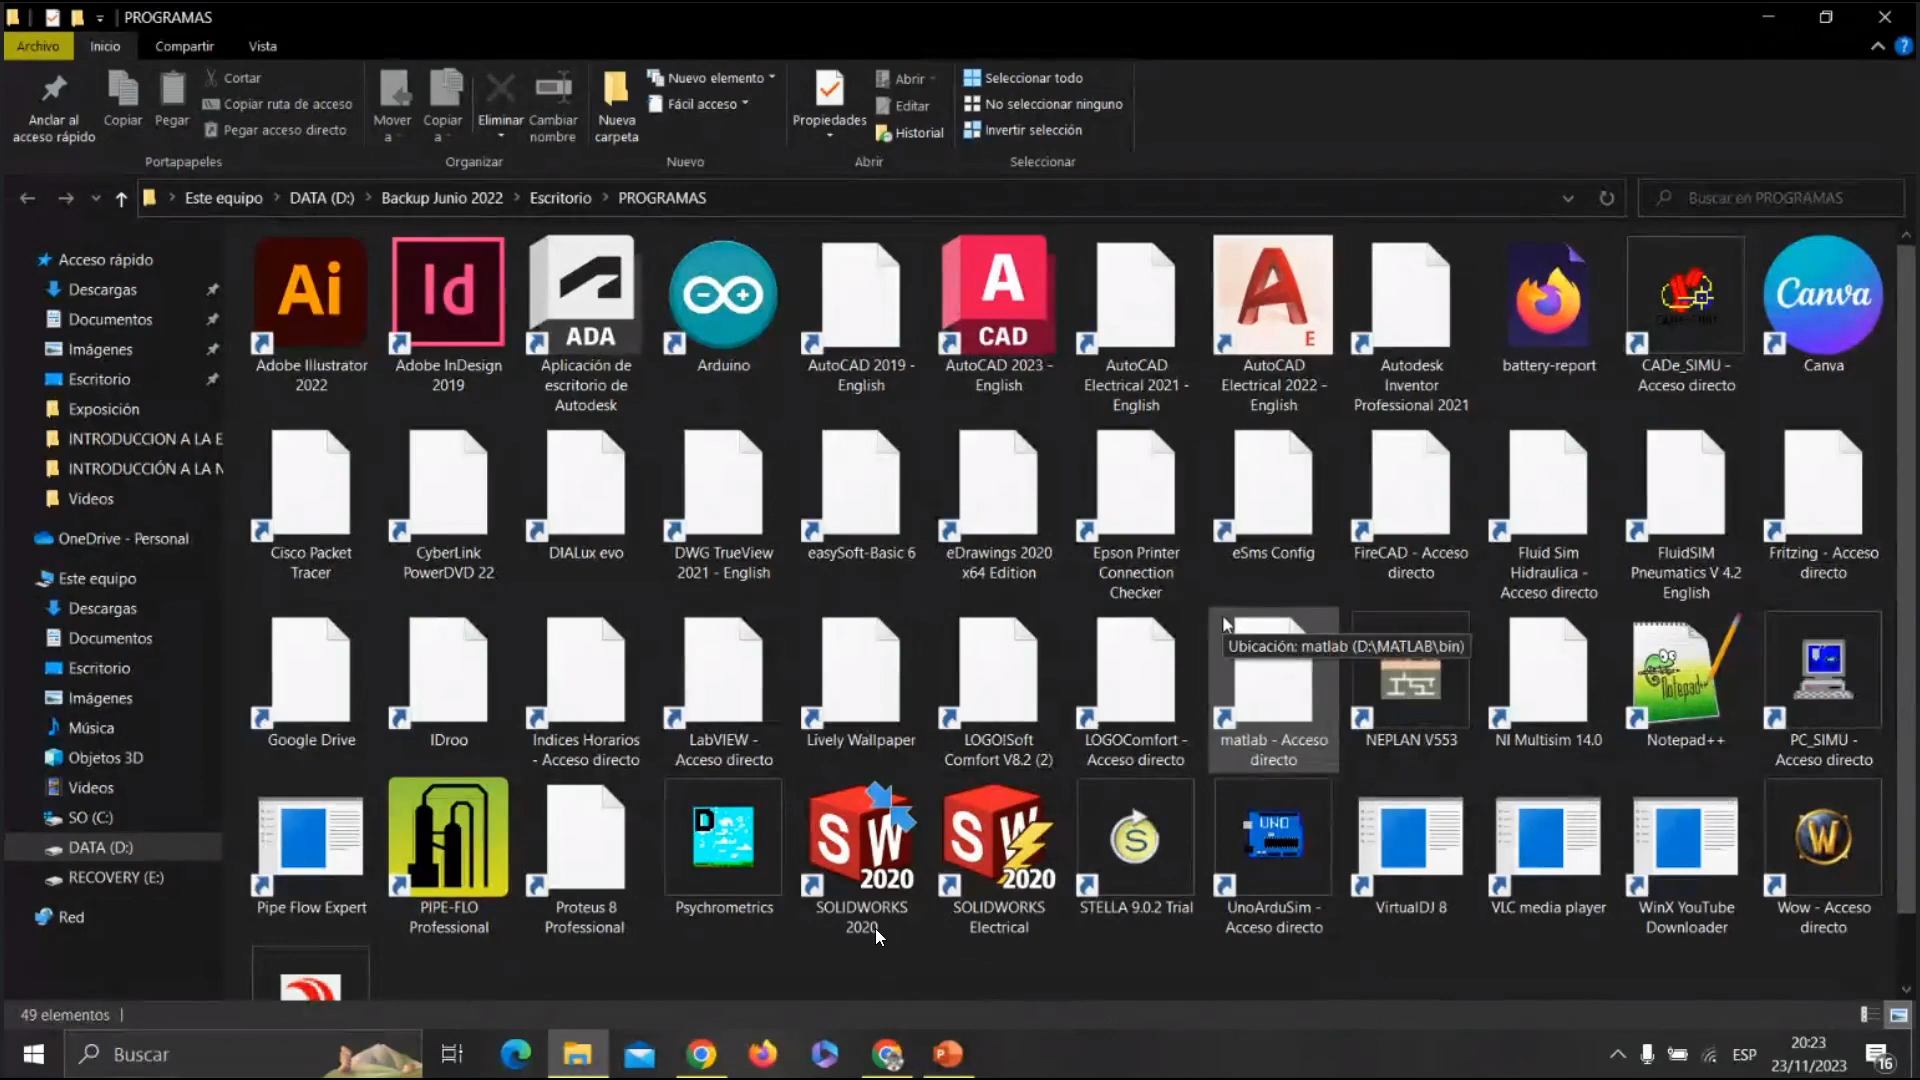 PROGRAMAS
Archivo
Inicio
Compartir
Vista
Anclar al
acceso rápido
Copiar
Pegar
Cortar
Copiar ruta de acceso
Pegar acceso directo
Portapapeles
Mover
a
Copiar
a
Eliminar
Cambiar
nombre
Organizar
Nueva
carpeta
Nuevo elemento
Fácil acceso
Nuevo
Propiedades
Abrir
Editar
Historial
Abrir
Seleccionar todo
No seleccionar ninguno
Invertir selección
Seleccionar
Este equipo
DATA (D:)
Backup Junio 2022
Escritorio
PROGRAMAS
Buscar en PROGRAMAS
Acceso rápido
Descargas
Documentos
Imágenes
Escritorio
Exposición
INTRODUCCION A LA E
INTRODUCCIÓN A LA N
Videos
OneDrive - Personal
Este equipo
Descargas
Documentos
Escritorio
Imágenes
Música
Objetos 3D
Videos
SO (C:)
DATA (D:)
RECOVERY (E:)
Red
Ai
Adobe Illustrator
2022
Id
Adobe InDesign
2019
ADA
Aplicación de
escritorio de
Autodesk
Arduino
AutoCAD 2019 -
English
A
CAD
AutoCAD 2023 -
English
AutoCAD
Electrical 2021 -
English
A
E
AutoCAD
Electrical 2022 -
English
Autodesk
Inventor
Professional 2021
battery-report
CADe_SIMU -
Acceso directo
Canva
Canva
Cisco Packet
Tracer
CyberLink
PowerDVD 22
DIALux evo
DWG TrueView
2021 - English
easySoft-Basic 6
eDrawings 2020
x64 Edition
Epson Printer
Connection
Checker
eSms Config
FireCAD - Acceso
directo
Fluid Sim
Hidraulica -
Acceso directo
FluidSIM
Pneumatics V 4.2
English
Fritzing - Acceso
directo
Google Drive
IDroo
Indices Horarios
- Acceso directo
LabVIEW -
Acceso directo
Lively Wallpaper
LOGO!Soft
Comfort V8.2 (2)
LOGOComfort -
Acceso directo
Ubicación: matlab (D:\MATLAB\bin)
matlab - Acceso
directo
NEPLAN V553
NI Multisim 14.0
Notepad++
Notepad++
PC_SIMU -
Acceso directo
Pipe Flow Expert
PIPE-FLO
Professional
Proteus 8
Professional
D
Psychrometrics
SW
2020
SOLIDWORKS
2020
SW
2020
SOLIDWORKS
Electrical
S
STELLA 9.0.2 Trial
UNO
UnoArduSim -
Acceso directo
VirtualDJ 8
VLC media player
WinX YouTube
Downloader
W
Wow - Acceso
directo
49 elementos
Buscar
P
ESP
20:23
23/11/2023
16